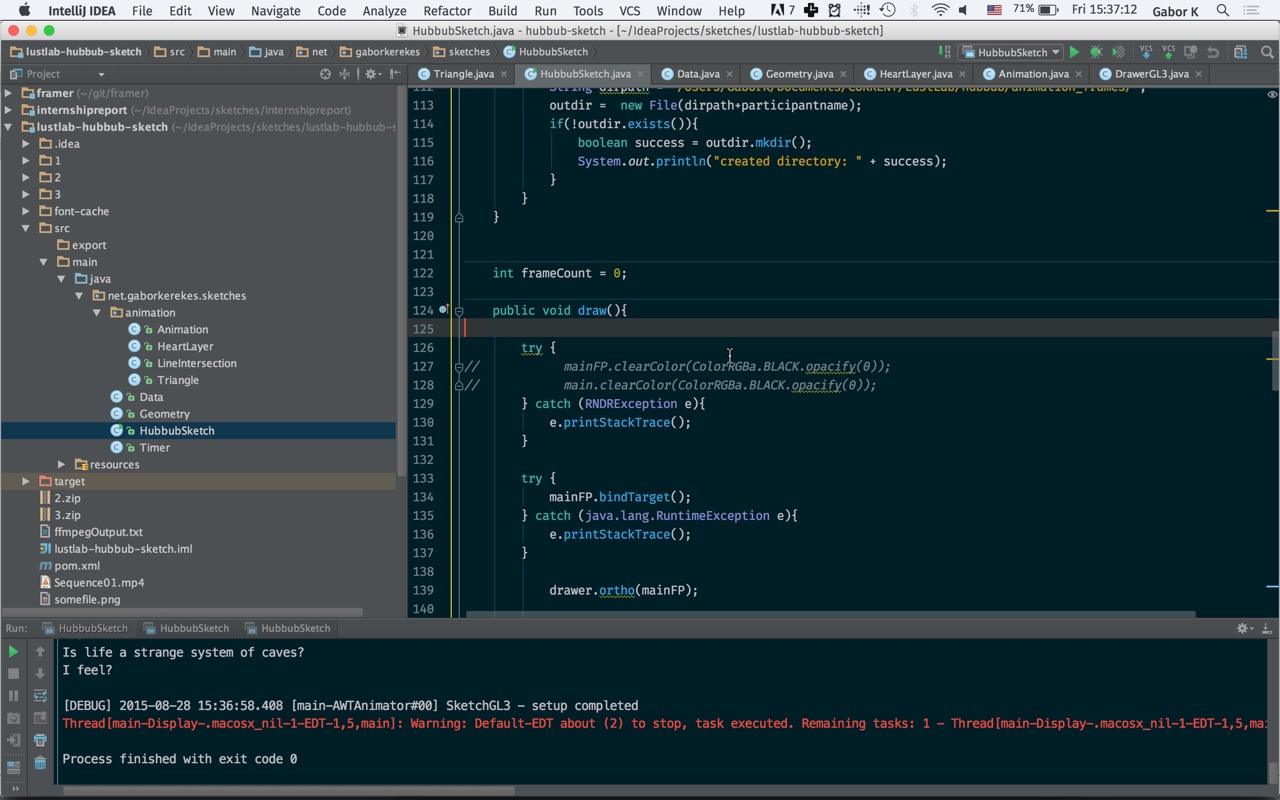 IntelliJ IDEA File Edit View Navigate Code Analyze Refactor Build Run Tools VCS Window Help 7 71% Fri 15:37:12 Gabor K
HubbubSketch.java - hubbub-sketch - [~/IdeaProjects/sketches/lustlab-hubbub-sketch]
lustlab-hubbub-sketch src main java net gaborkerekes sketches HubbubSketch HubbubSketch VCS VCS
Project
Triangle.java HubbubSketch.java Data.java Geometry.java HeartLayer.java Animation.java DrawerGL3.java
framer (~/git/framer)
internshipreport (~/IdeaProjects/sketches/internshipreport)
lustlab-hubbub-sketch (~/IdeaProjects/sketches/lustlab-hubbub-s
.idea
1
2
3
font-cache
src
export
main
java
net.gaborkerekes.sketches
animation
Animation
HeartLayer
LineIntersection
Triangle
Data
Geometry
HubbubSketch
Timer
resources
target
2.zip
3.zip
ffmpegOutput.txt
lustlab-hubbub-sketch.iml
pom.xml
Sequence01.mp4
somefile.png
113 outdir =  new File(dirpath+participantname);
114 if(!outdir.exists()){
115 boolean success = outdir.mkdir();
116 System.out.println("created directory: " + success);
117 }
118 }
119 }
120
121
122 int frameCount = 0;
123
124 public void draw(){
125
126 try {
127 // mainFP.clearColor(ColorRGBa.BLACK.opacify(0));
128 // main.clearColor(ColorRGBa.BLACK.opacify(0));
129 } catch (RNDRException e){
130 e.printStackTrace();
131 }
132
133 try {
134 mainFP.bindTarget();
135 } catch (java.lang.RuntimeException e){
136 e.printStackTrace();
137 }
138
139 drawer.ortho(mainFP);
140
Run: HubbubSketch HubbubSketch HubbubSketch
Is life a strange system of caves?
I feel?
[DEBUG] 2015-08-28 15:36:58.408 [main-AWTAnimator#00] SketchGL3 - setup completed
Thread[main-Display-.macosx_nil-1-EDT-1,5,main]: Warning: Default-EDT about (2) to stop, task executed. Remaining tasks: 1 - Thread[main-Display-.macosx_nil-1-EDT-1,5,mai
Process finished with exit code 0